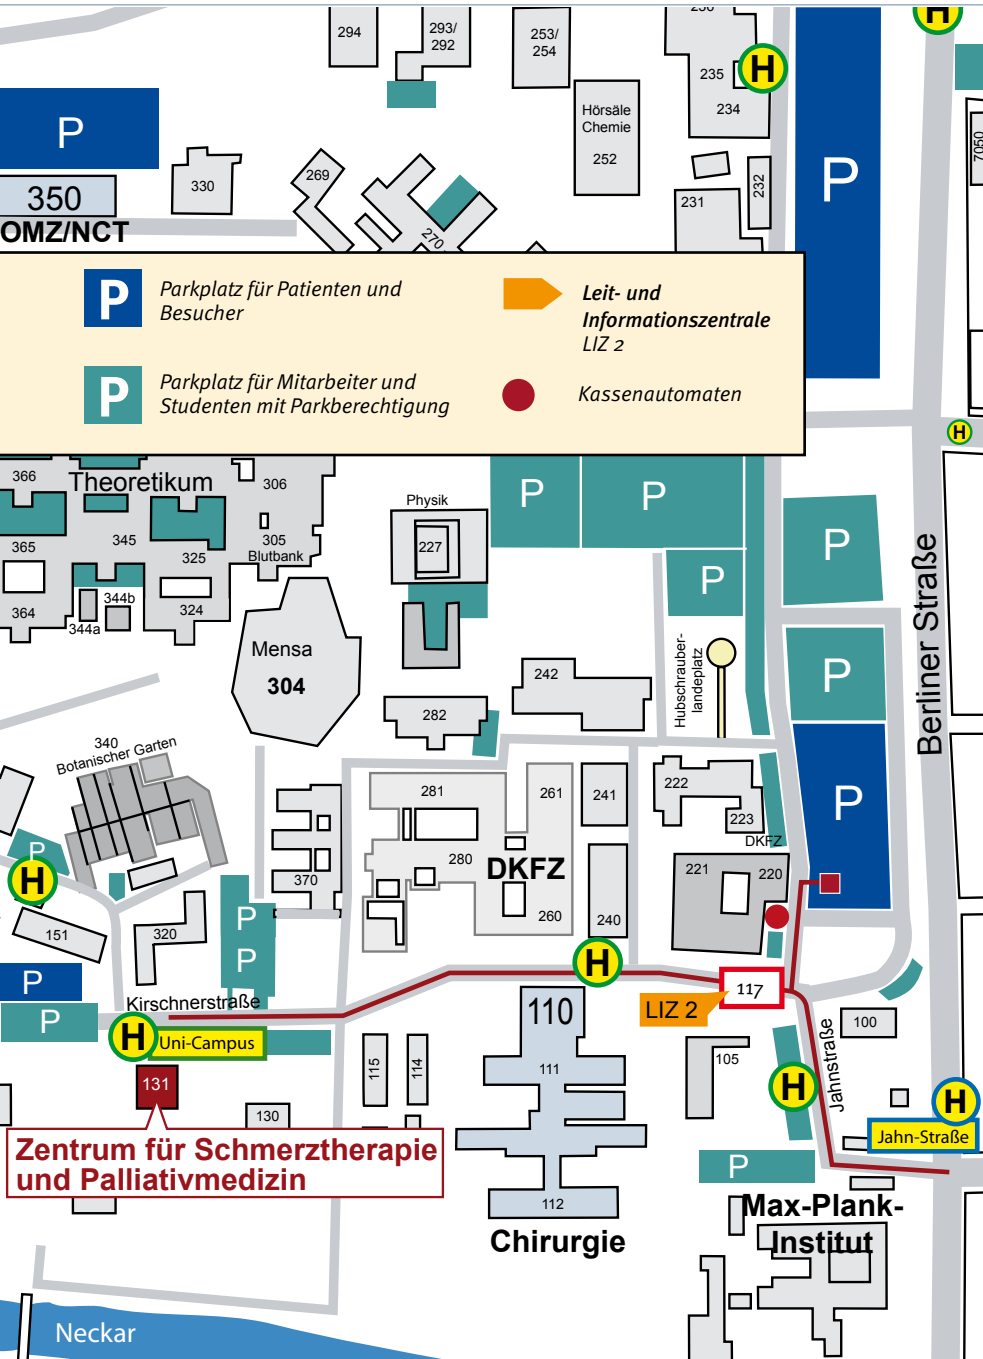 H
294
293/
292
253/
254
235
234
H
P
Hörsäle
Chemie
252
P
7050
330
269
270
231
232
350
OMZ/NCT
P
Parkplatz für Patienten und
Besucher
Leit- und
Informationszentrale
LIZ 2
P
Parkplatz für Mitarbeiter und
Studenten mit Parkberechtigung
Kassenautomaten
H
366
Theoretikum
306
P
P
365
345
325
305
Blutbank
Physik
227
P
P
364
344a
344b
324
Mensa
304
Hubschrauber-
landeplatz
P
Berliner Straße
242
282
340
Botanischer Garten
281
261
241
222
223
DKFZ
P
P
H
280
DKFZ
221
220
370
260
240
151
320
P
P
P
P
Kirschnerstraße
H
Uni-Campus
H
110
117
LIZ 2
100
Jahnstraße
115
114
111
105
H
H
Jahn-Straße
131
130
Zentrum für Schmerztherapie
und Palliativmedizin
P
112
Chirurgie
Max-Plank-
Institut
Neckar